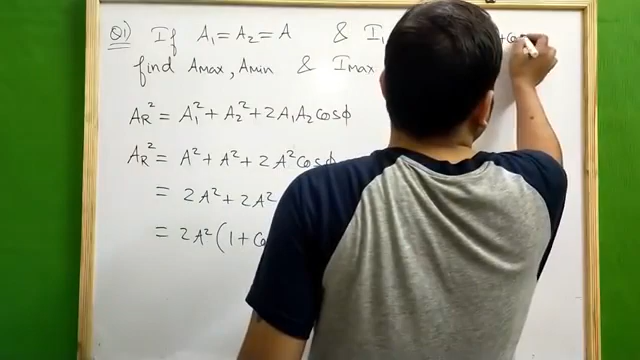 Q1) If A₁ = A₂ = A & I₁ +Cos
find Amax, Amin & Imax
AR² = A₁² + A₂² + 2A₁A₂ Cosϕ
AR² = A² + A² + 2A² Cosϕ
= 2A² + 2A²
= 2A² (1 + Co